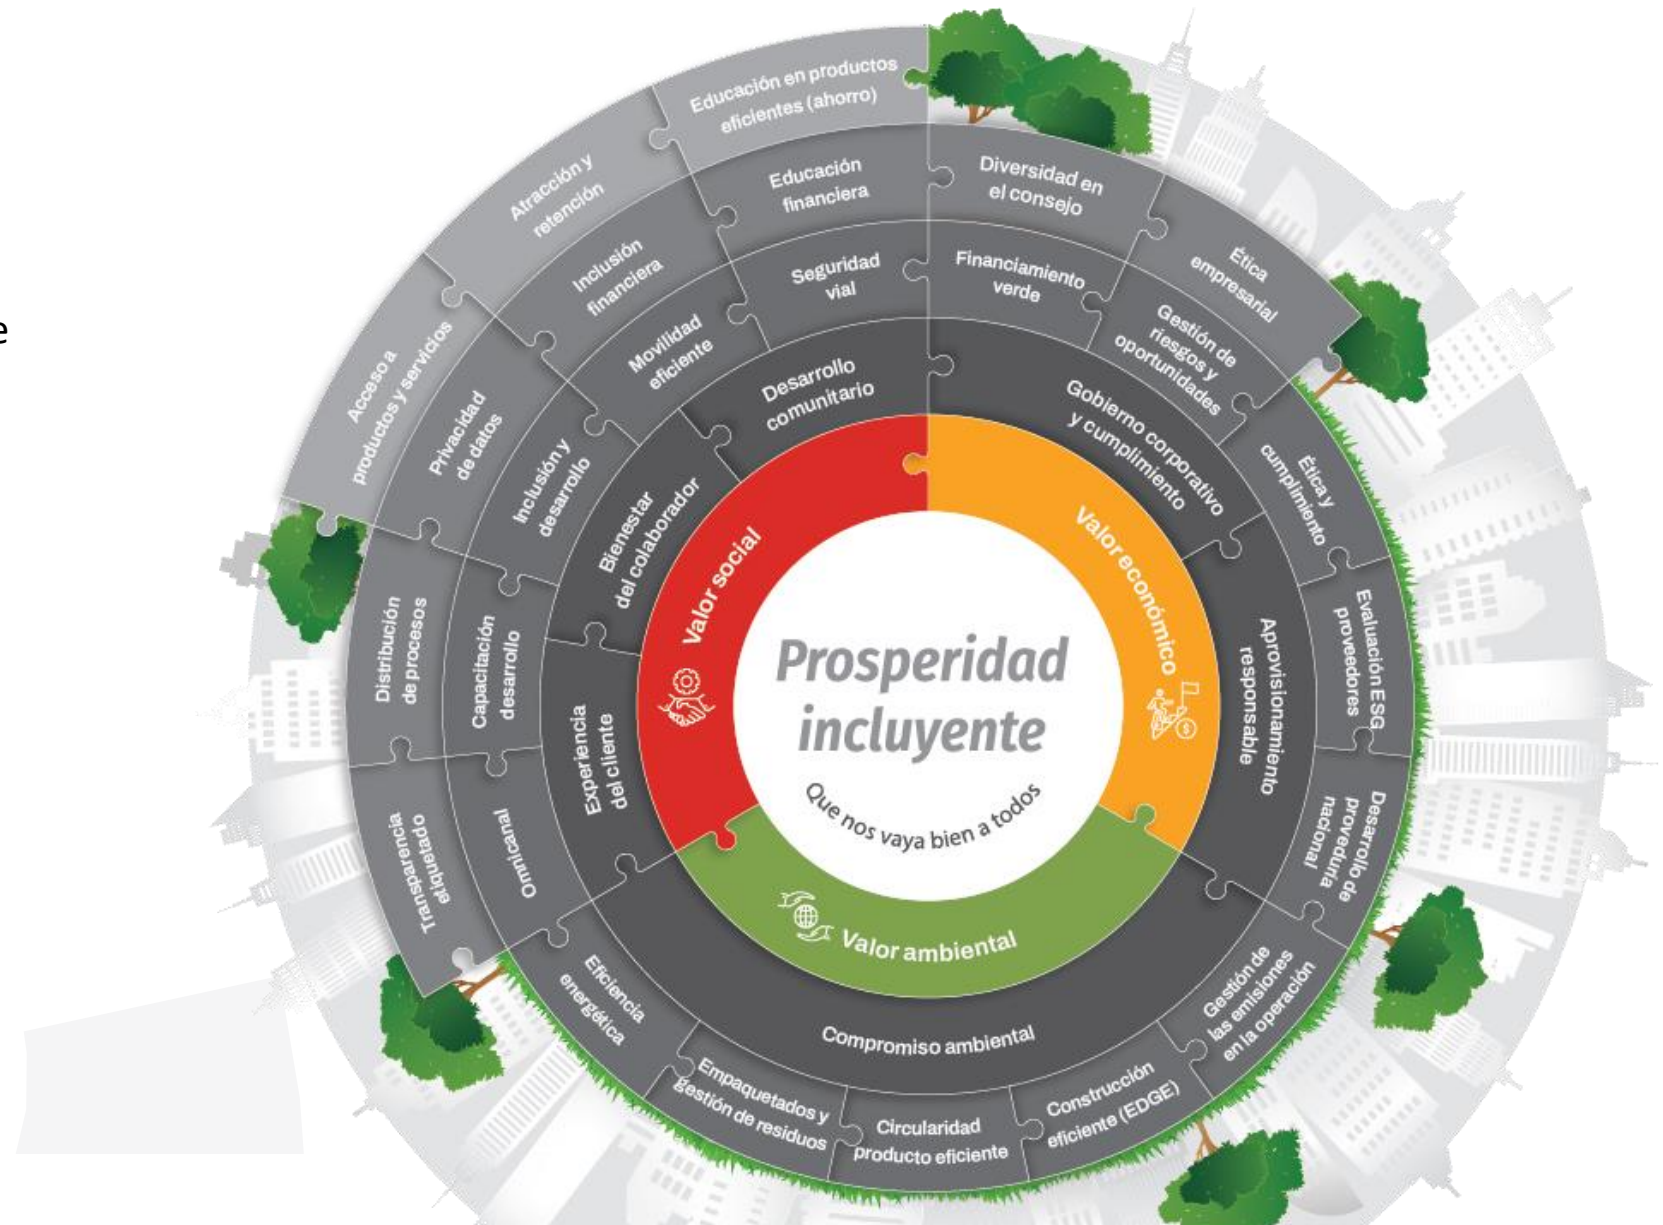 e
Prosperidad
incluyente
Que nos vaya bien a todos
Valor social
Valor económico
Valor ambiental
Desarrollo
comunitario
Bienestar
del colaborador
Experiencia
del cliente
Gobierno corporativo
y cumplimiento
Aprovisionamiento
responsable
Compromiso ambiental
Seguridad
vial
Movilidad
eficiente
Inclusión y
desarrollo
Capacitación
desarrollo
Omnicanal
Financiamiento
verde
Gestión de
riesgos y
oportunidades
Ética y
cumplimiento
Evaluación ESG
proveedores
Desarrollo de
proveduría
nacional
Gestión de
las emisiones
en la operación
Construcción
eficiente (EDGE)
Circularidad
producto eficiente
Empaquetados y
gestión de residuos
Eficiencia
energética
Educación
financiera
Inclusión
financiera
Privacidad
de datos
Distribución
de procesos
Transparencia
etiquetado
Diversidad en
el consejo
Ética
empresarial
Educación en productos
eficientes (ahorro)
Atracción y
retención
Acceso a
productos y servicios
$